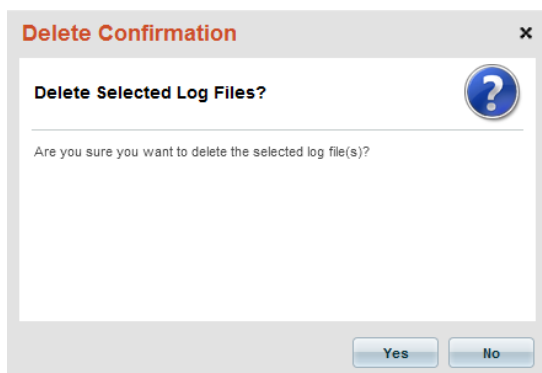 Delete Confirmation
Delete Selected Log Files?
Are you sure you want to delete the selected log file(s)?
Yes No